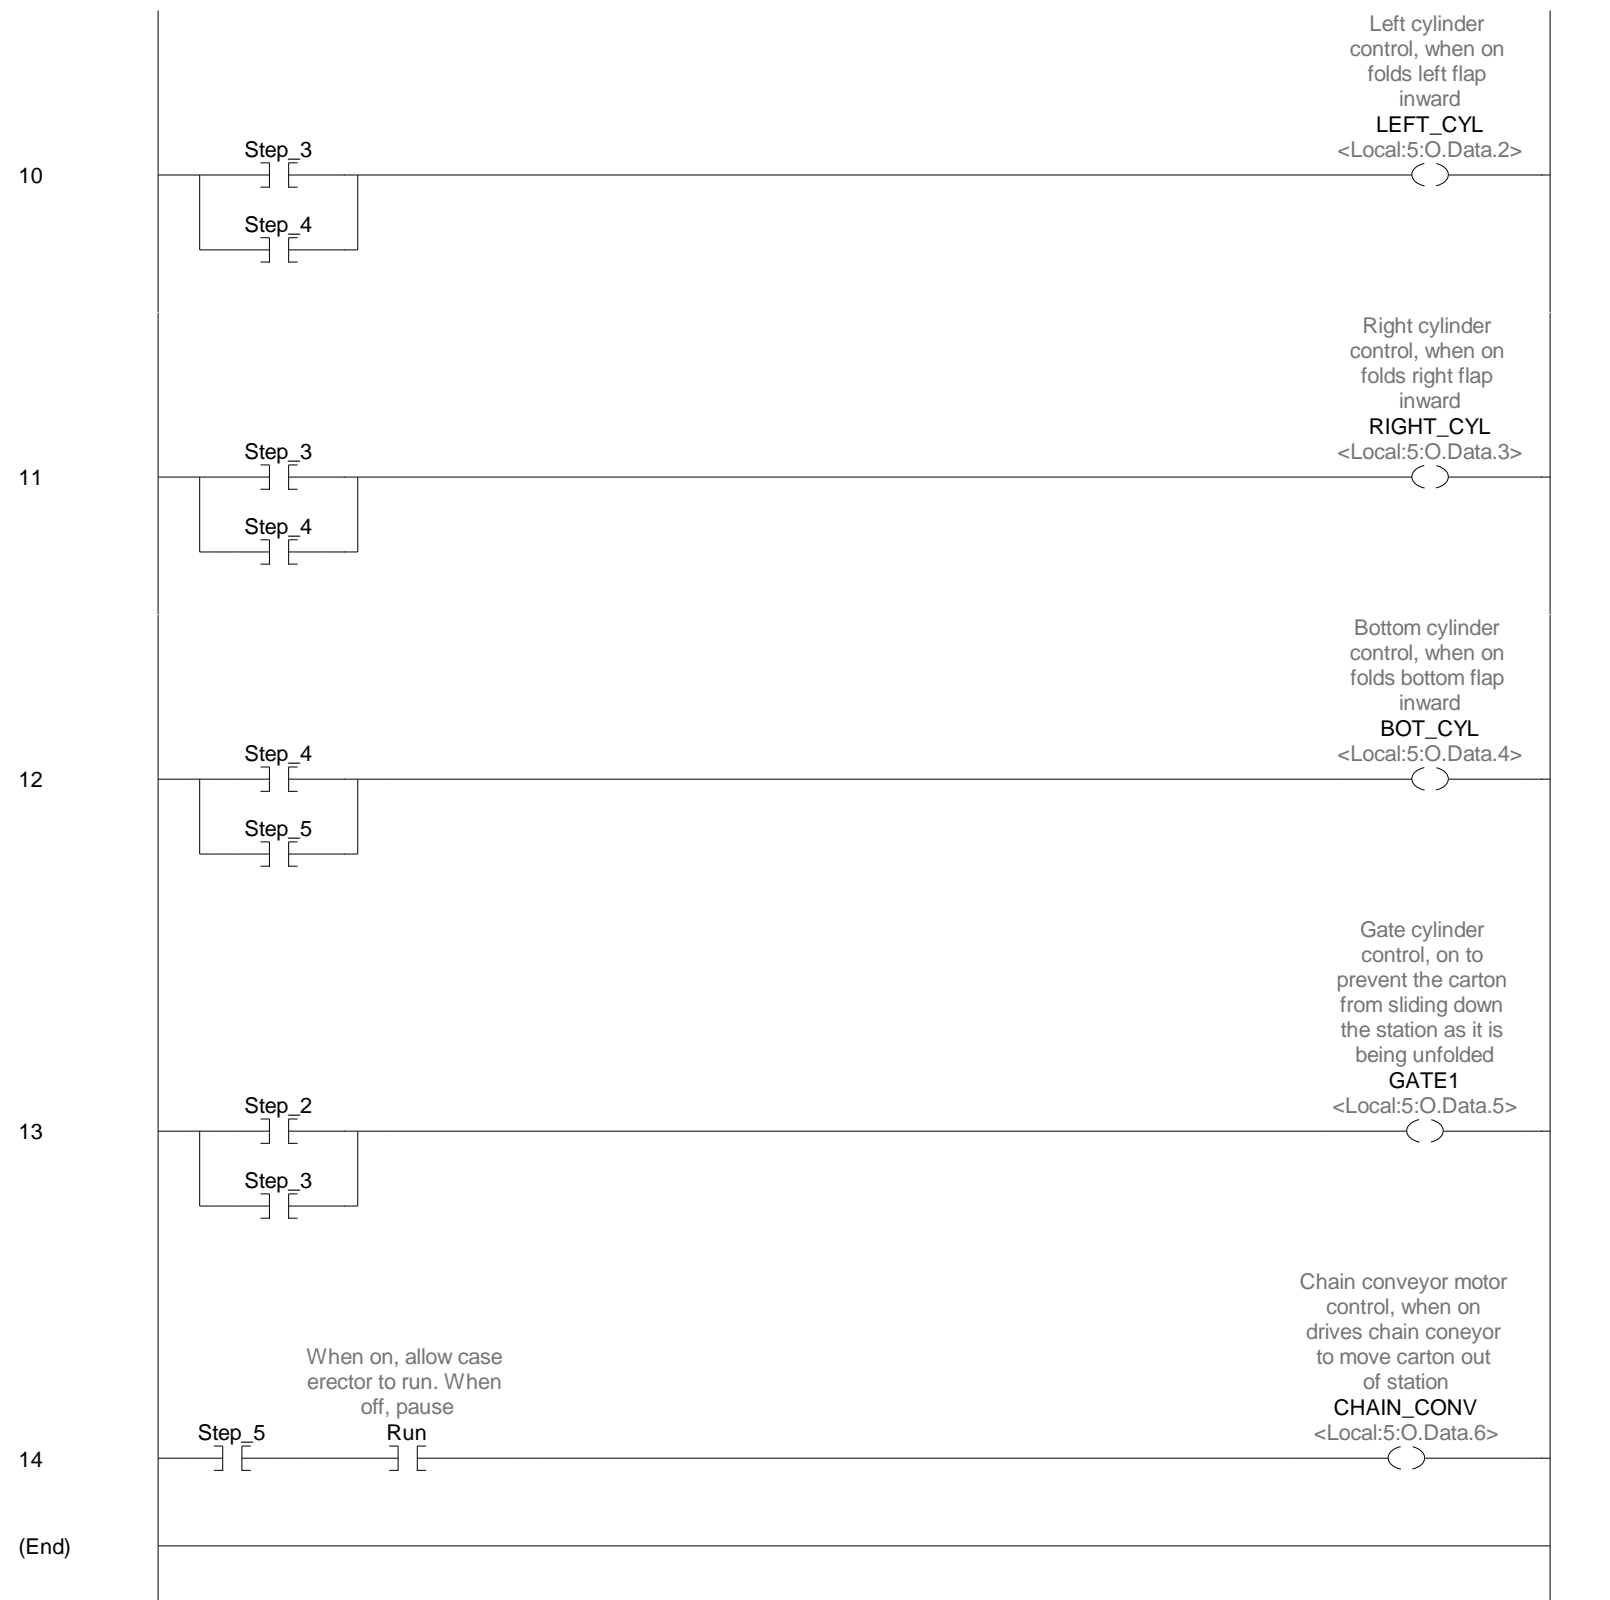 Left cylinder
control, when on
folds left flap
inward
LEFT_CYL
<Local:5:O.Data.2>
Step_3
10
Step_4
Right cylinder
control, when on
folds right flap
inward
RIGHT_CYL
<Local:5:O.Data.3>
Step_3
11
Step_4
Bottom cylinder
control, when on
folds bottom flap
inward
BOT_CYL
<Local:5:O.Data.4>
Step_4
12
Step_5
Gate cylinder
control, on to
prevent the carton
from sliding down
the station as it is
being unfolded
GATE1
<Local:5:O.Data.5>
Step_2
13
Step_3
Chain conveyor motor
control, when on
drives chain coneyor
to move carton out
of station
CHAIN_CONV
<Local:5:O.Data.6>
When on, allow case
erector to run. When
off, pause
Step_5
Run
14
(End)